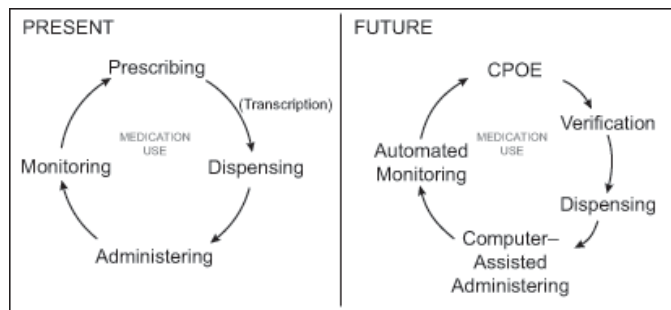 PRESENT
Prescribing
(Transcription)
MEDICATION
USE
Monitoring
Dispensing
Administering
FUTURE
CPOE
Verification
MEDICATION
USE
Automated
Monitoring
Dispensing
Computer–
Assisted
Administering